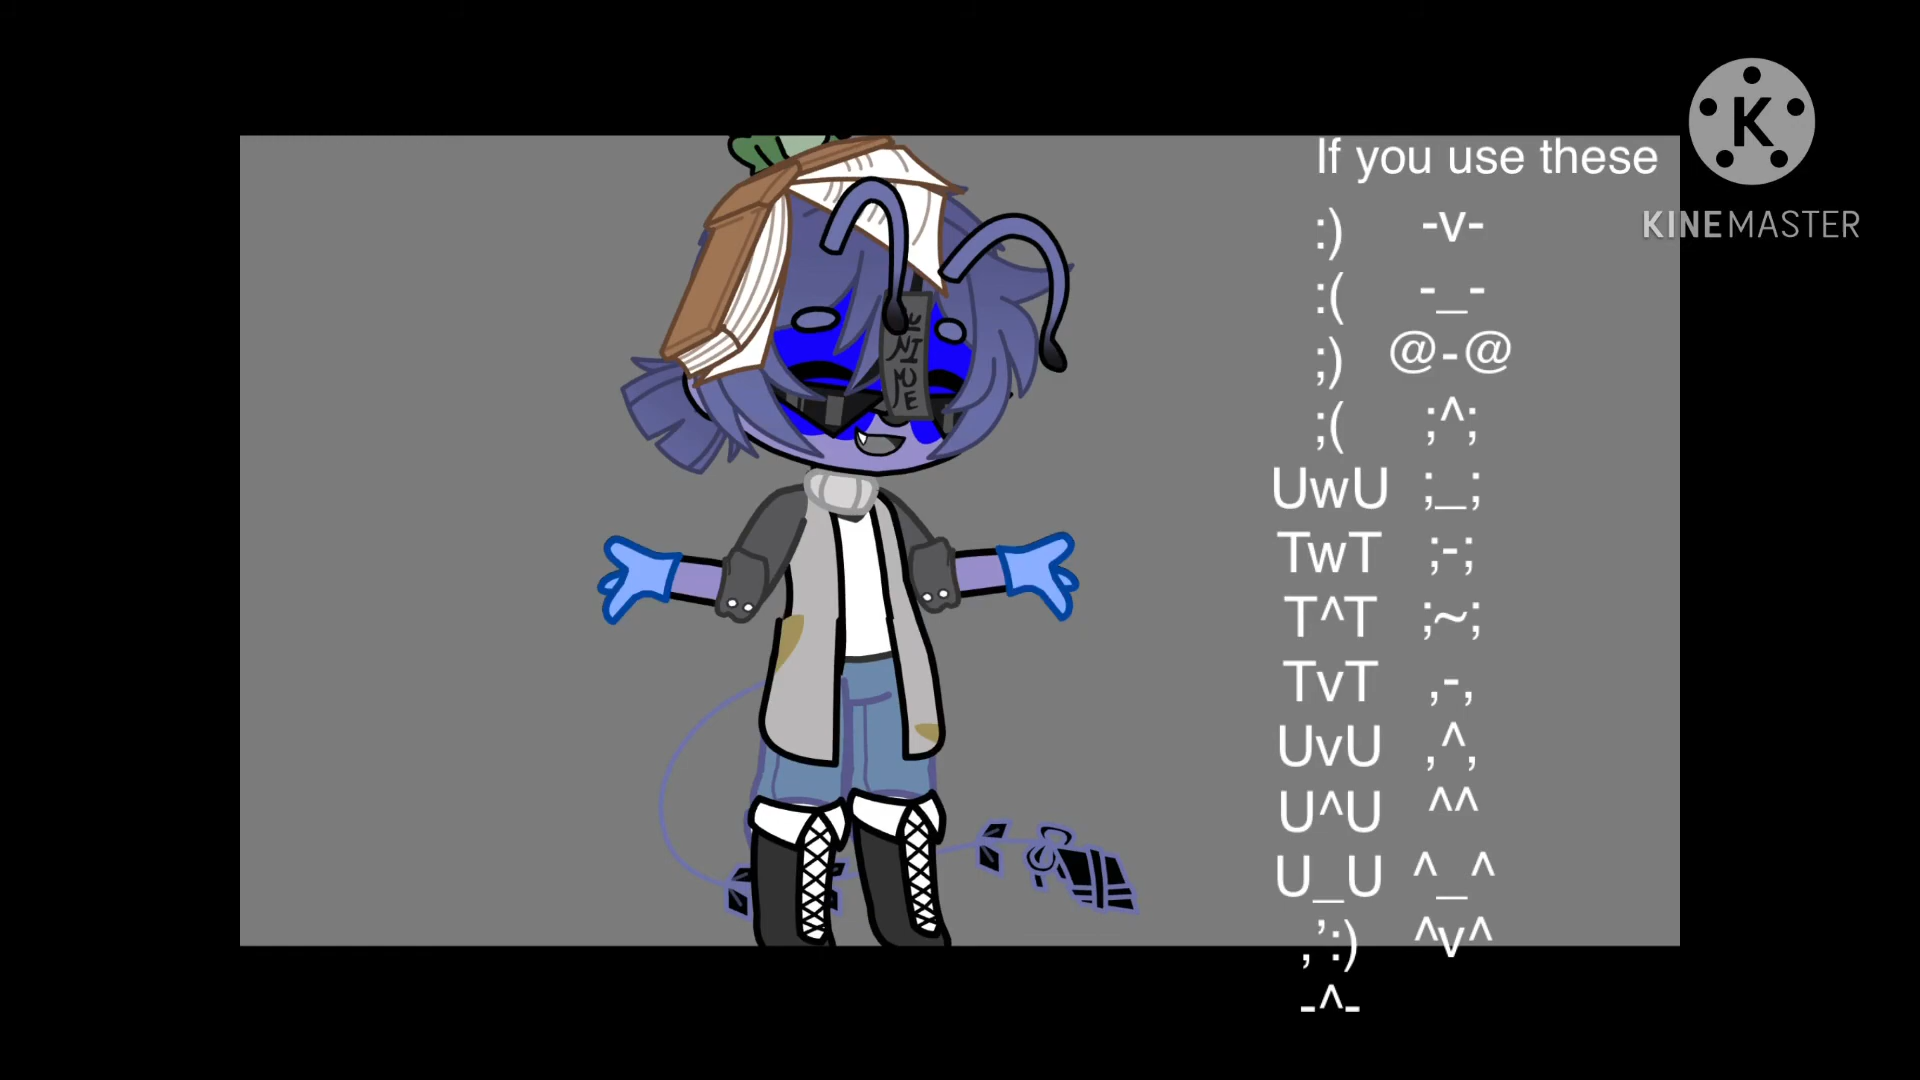 If you use these
:) -v-
:( -_-
;) @-@
;( ;^;
UwU ;_;
TwT ;-;
T^T ;~;
TvT ,-,
UvU ,^,
U^U ^^
U_U ^_^
,':) ^v^
-^-
K
KINEMASTER